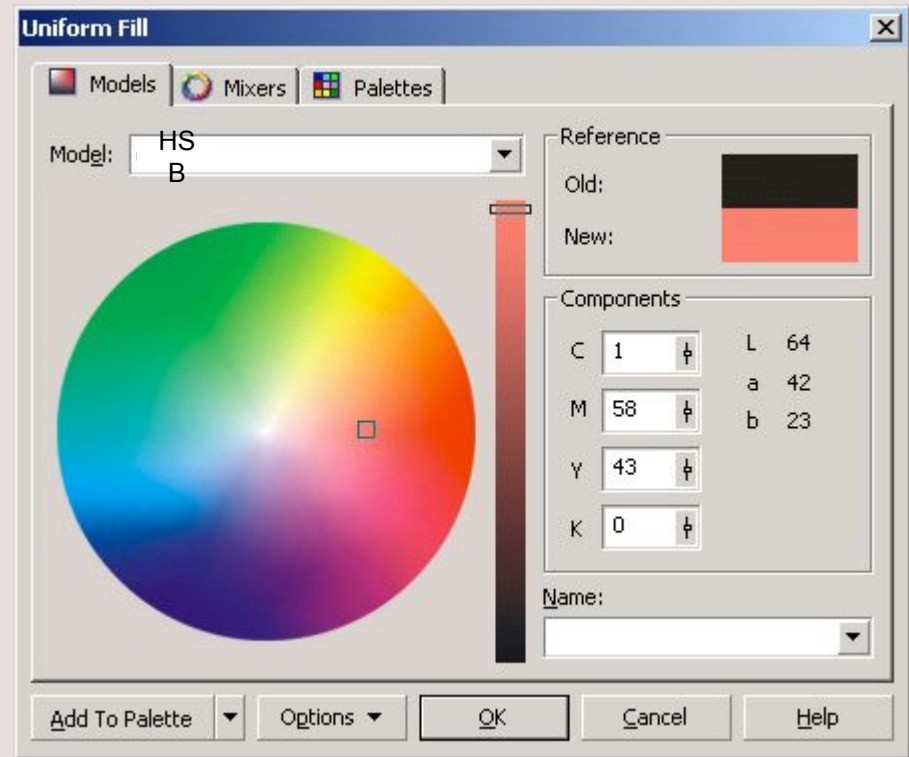 Uniform Fill
Models Mixers Palettes
Model: HS
B
Reference
Old:
New:
Components
C 1 L 64
a 42
M 58
b 23
Y 43
K 0
Name:
Add To Palette Options OK Cancel Help